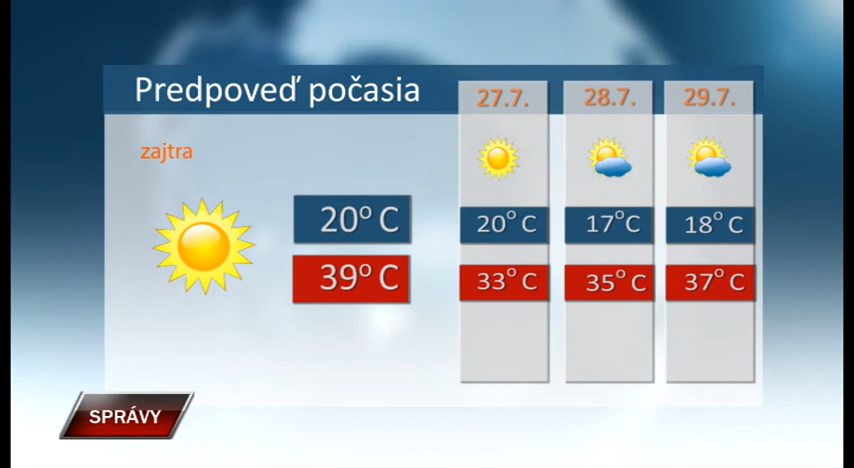 Predpoveď počasia
zajtra
20° C
39° C
27.7.
20° C
33° C
28.7.
17°C
35° C
29.7.
18° C
37° C
SPRÁVY